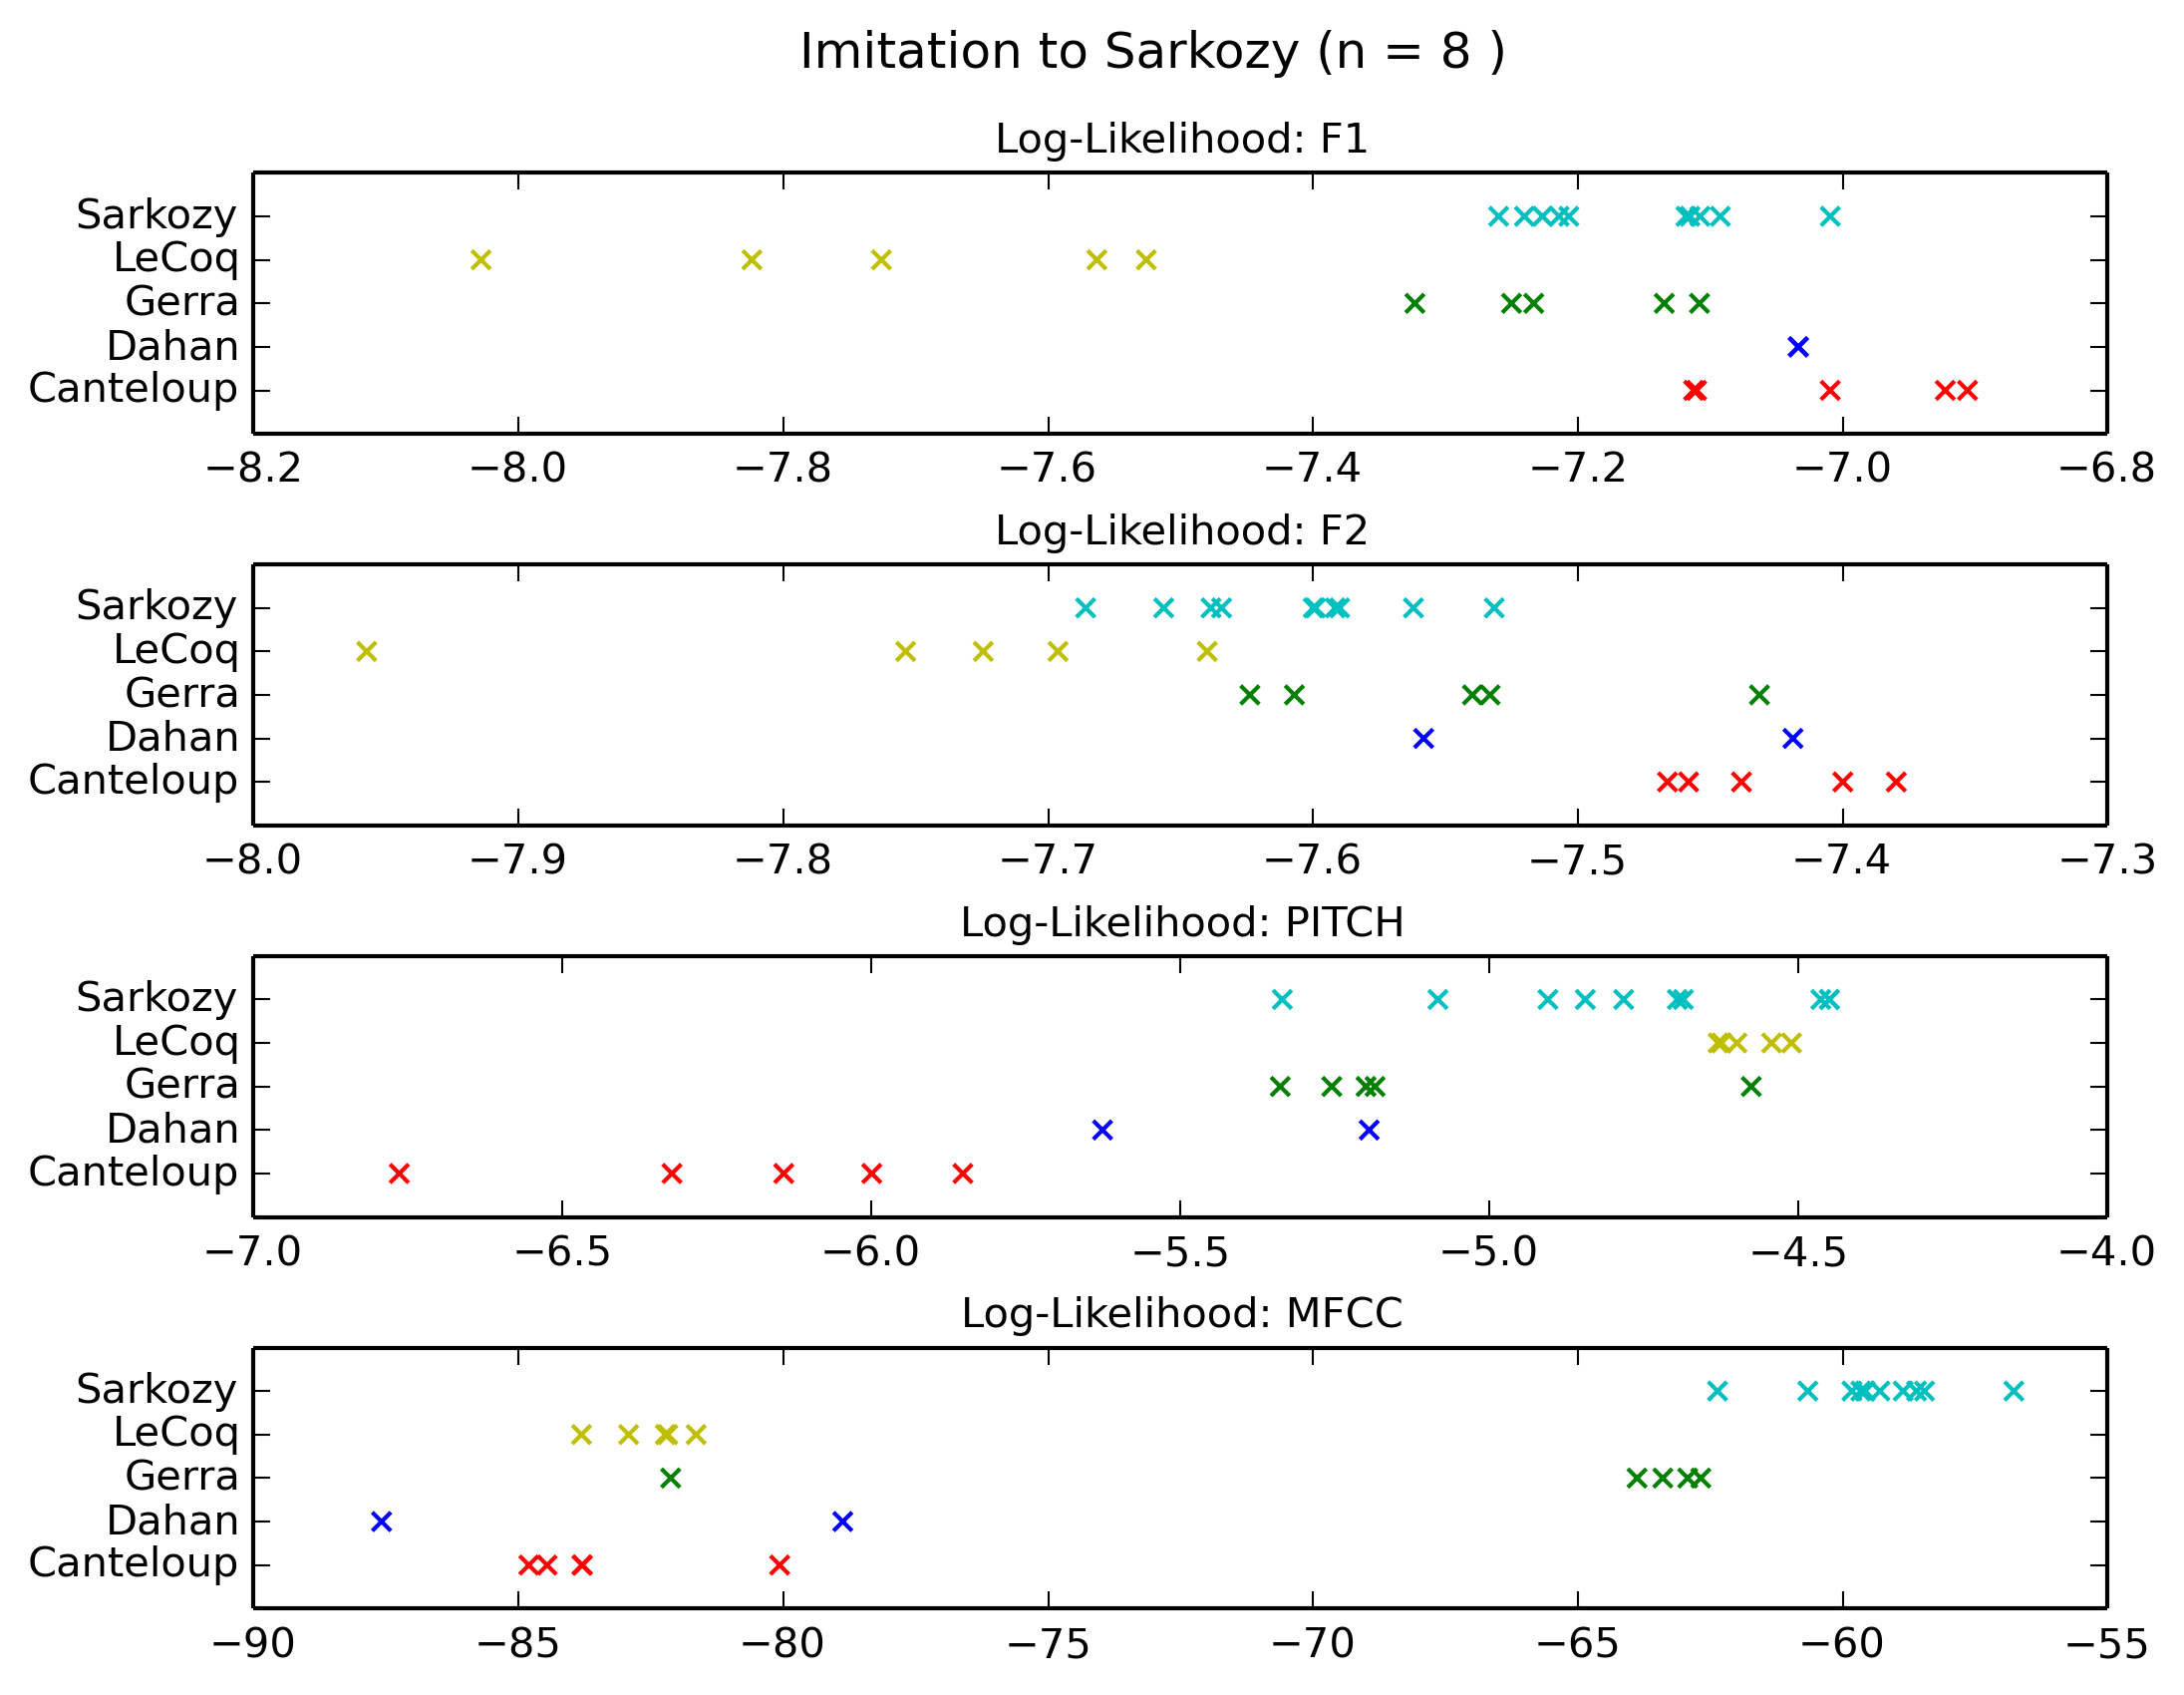 Imitation to Sarkozy (n = 8 )
Log-Likelihood: F1
Sarkozy
LeCoq
Gerra
Dahan
Canteloup
−8.2 −8.0 −7.8 −7.6 −7.4 −7.2 −7.0 −6.8
Log-Likelihood: F2
Sarkozy
LeCoq
Gerra
Dahan
Canteloup
−8.0 −7.9 −7.8 −7.7 −7.6 −7.5 −7.4 −7.3
Log-Likelihood: PITCH
Sarkozy
LeCoq
Gerra
Dahan
Canteloup
−7.0 −6.5 −6.0 −5.5 −5.0 −4.5 −4.0
Log-Likelihood: MFCC
Sarkozy
LeCoq
Gerra
Dahan
Canteloup
−90 −85 −80 −75 −70 −65 −60 −55